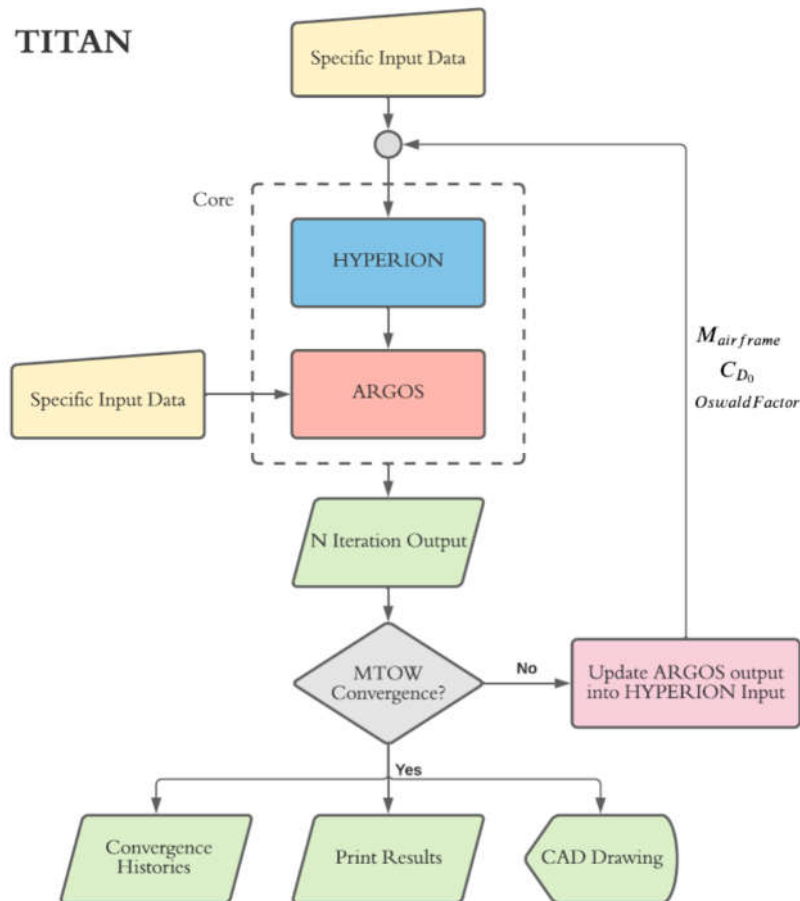 TITAN
Specific Input Data
Core
HYPERION
M_airframe
C_D_0
OswaldFactor
Specific Input Data
ARGOS
N Iteration Output
MTOW
Convergence?
No
Update ARGOS output
into HYPERION Input
Yes
Convergence
Histories
Print Results
CAD Drawing